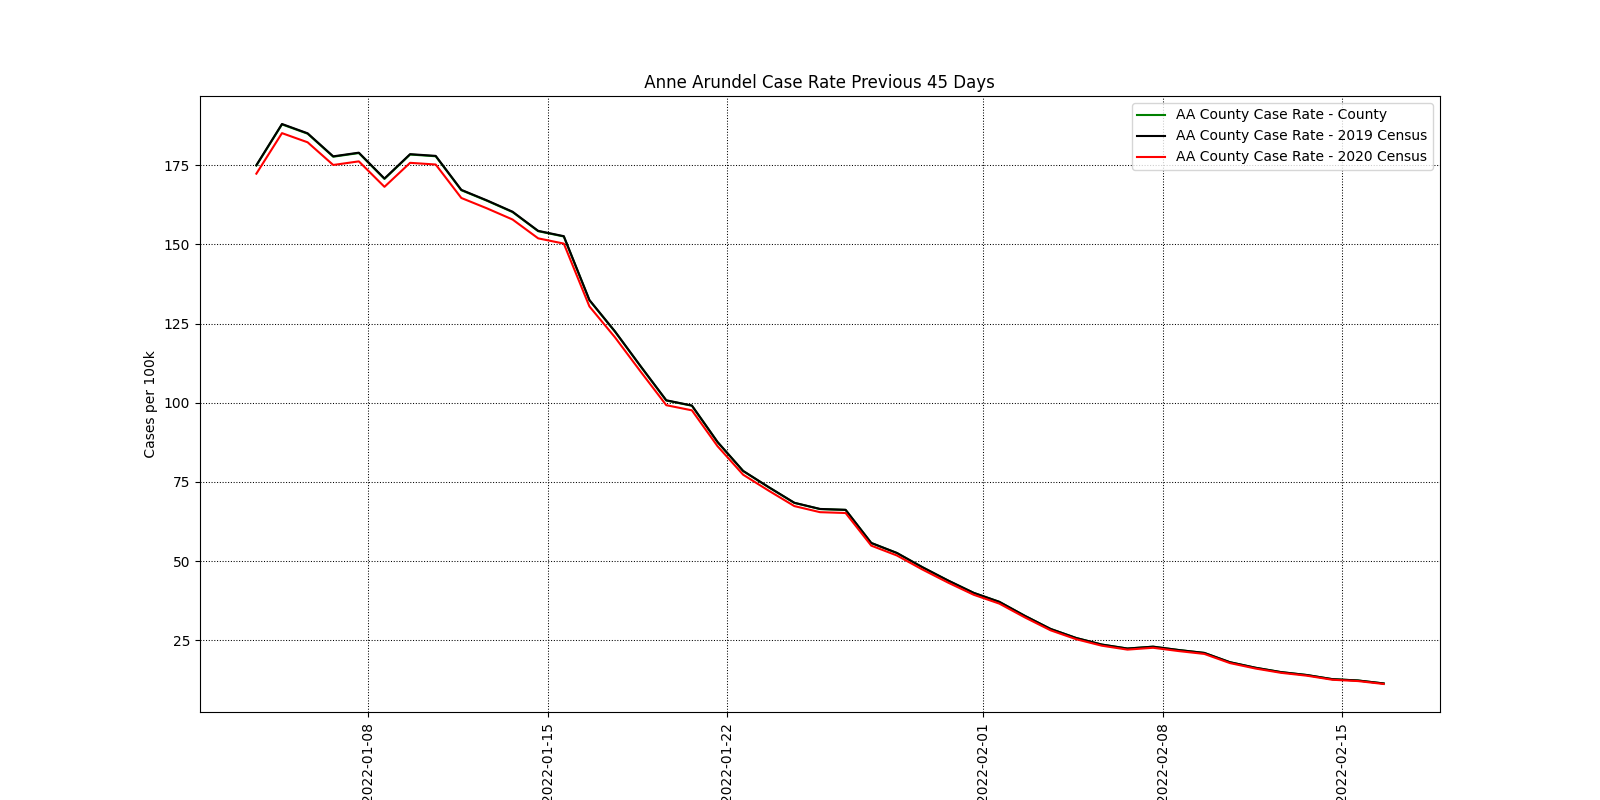 Anne Arundel Case Rate Previous 45 Days
AA County Case Rate - County
AA County Case Rate - 2019 Census
AA County Case Rate - 2020 Census
175
150
125
100
75
50
25
Cases per 100k
2022-01-08
2022-01-15
2022-01-22
2022-02-01
2022-02-08
2022-02-15